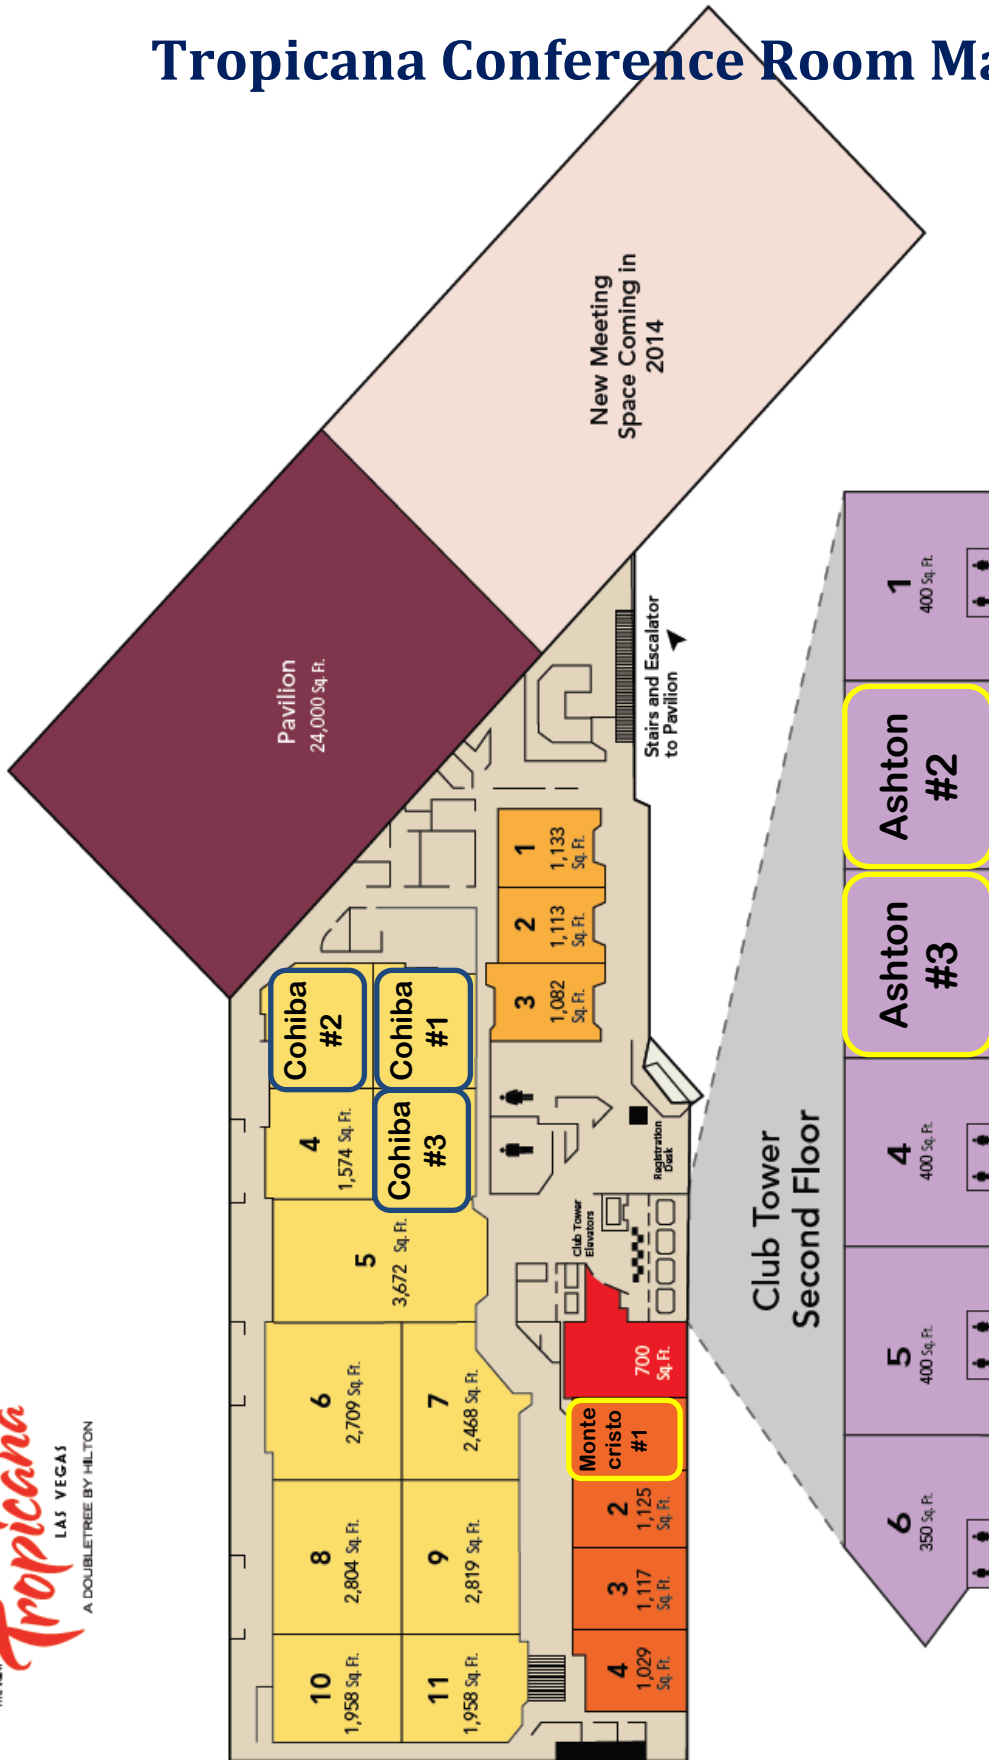 Tropicana Conference Room Ma
New Meeting
Space Coming in
2014
Pavilion
24,000 Sq. Ft.
Stairs and Escalator
to Pavilion
1
1,133
Sq. Ft.
2
1,113
Sq. Ft.
3
1,082
Sq. Ft.
Cohiba
#2
Cohiba
#1
Cohiba
#3
4
1,574 Sq. Ft.
5
3,672 Sq. Ft.
6
2,709 Sq. Ft.
7
2,468 Sq. Ft.
8
2,804 Sq. Ft.
9
2,819 Sq. Ft.
10
1,958 Sq. Ft.
11
1,958 Sq. Ft.
Registration
Desk
Club Tower
Elevators
700
Sq. Ft.
Monte
cristo
#1
2
1,125
Sq. Ft.
3
1,117
Sq. Ft.
4
1,029
Sq. Ft.
Club Tower
Second Floor
1
400 Sq. Ft.
Ashton
#2
Ashton
#3
4
400 Sq. Ft.
5
400 Sq. Ft.
6
350 Sq. Ft.
Tropicana
LAS VEGAS
A DOUBLETREE BY HILTON